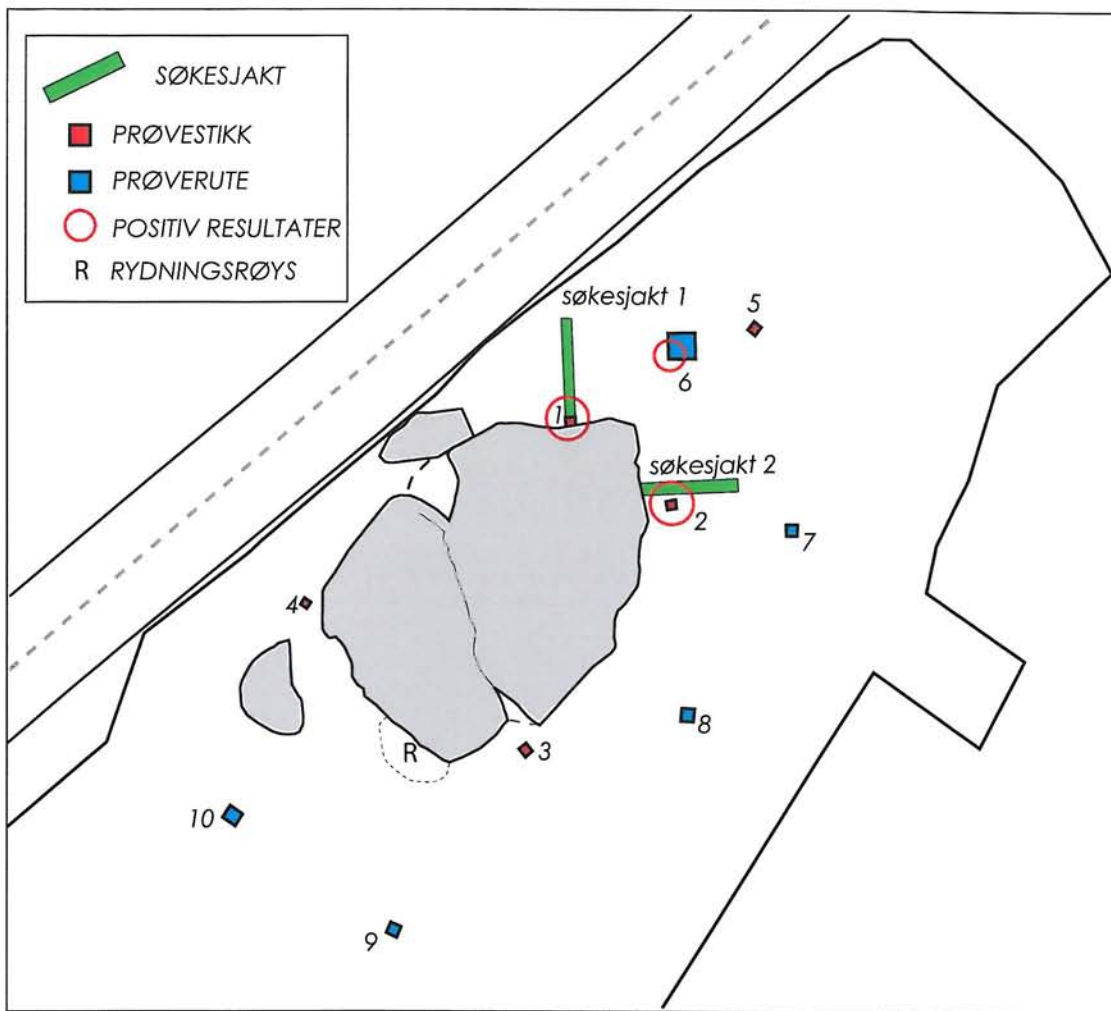 SØKESJAKT
PRØVESTIKK
PRØVERUTE
POSITIV RESULTATER
R RYDNINGSRØYS
søkesjakt 1
5
6
1
søkesjakt 2
2
7
4
8
R
3
10
9